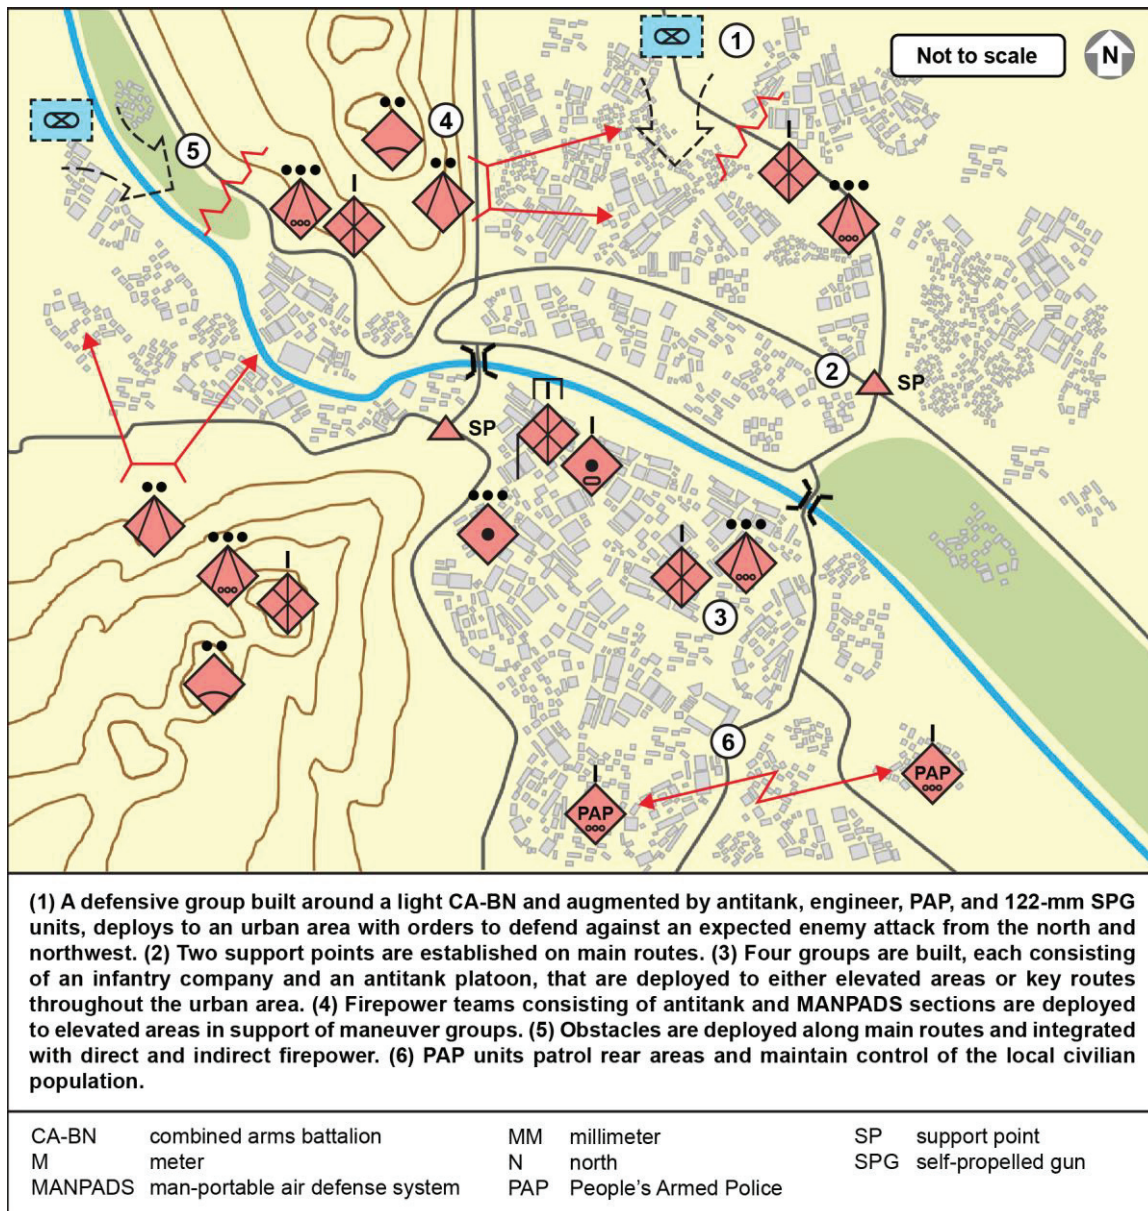 1
Not to scale
N
4
5
2
SP
SP
3
6
PAP
PAP
(1) A defensive group built around a light CA-BN and augmented by antitank, engineer, PAP, and 122-mm SPG
units, deploys to an urban area with orders to defend against an expected enemy attack from the north and
northwest. (2) Two support points are established on main routes. (3) Four groups are built, each consisting
of an infantry company and an antitank platoon, that are deployed to either elevated areas or key routes
throughout the urban area. (4) Firepower teams consisting of antitank and MANPADS sections are deployed
to elevated areas in support of maneuver groups. (5) Obstacles are deployed along main routes and integrated
with direct and indirect firepower. (6) PAP units patrol rear areas and maintain control of the local civilian
population.
CA-BN combined arms battalion
M meter
MANPADS man-portable air defense system
MM millimeter
N north
PAP People's Armed Police
SP support point
SPG self-propelled gun